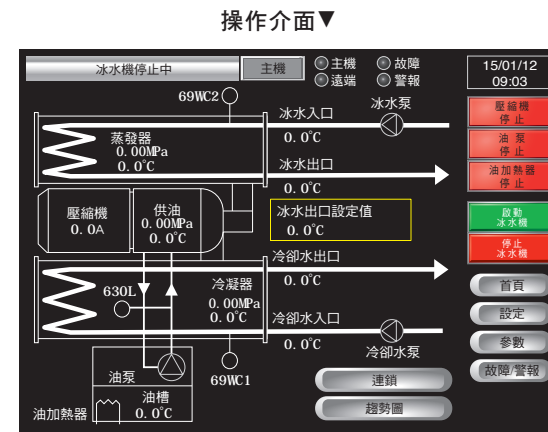 操作介面▼
冰水機停止中
主機
主機
故障
遠端
警報
15/01/12
09:03
69WC2
冰水入口
冰水泵
0.0℃
蒸發器
0.00MPa
0.0℃
冰水出口
0.0℃
壓縮機
0.0A
供油
0.00MPa
0.0℃
冰水出口設定值
0.0℃
冷卻水出口
0.0℃
630L
冷凝器
0.00MPa
0.0℃
冷卻水入口
0.0℃
冷卻水泵
油泵
69WC1
油加熱器
油槽
0.0℃
連鎖
趨勢圖
壓縮機
停止
油泵
停止
油加熱器
停止
啟動
冰水機
停止
冰水機
首頁
設定
參數
故障/警報